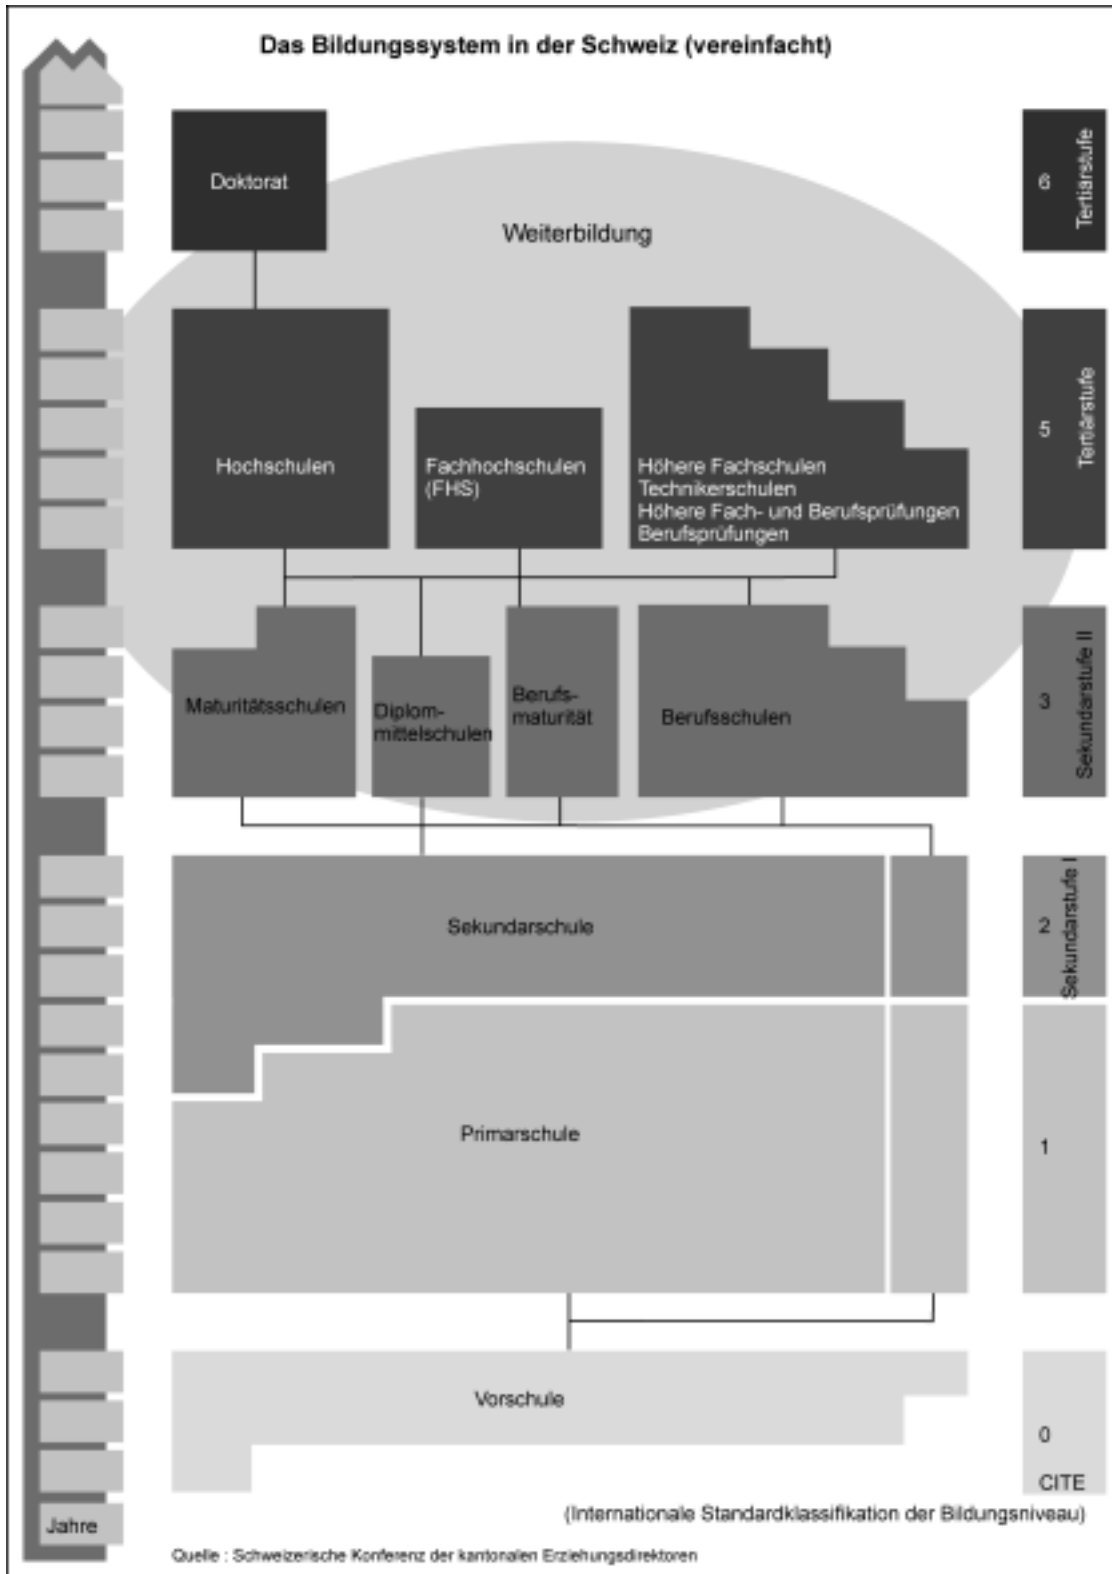 Das Bildungssystem in der Schweiz (vereinfacht)
Doktorat
6
Tertiärstufe
Weiterbildung
Hochschulen
Fachhochschulen
(FHS)
Höhere Fachschulen
Technikerschulen
Höhere Fach- und Berufsprüfungen
Berufsprüfungen
5
Tertiärstufe
Maturitätsschulen
Diplom-
mittelschulen
Berufs-
maturität
Berufsschulen
3
Sekundarstufe II
Sekundarschule
2
Sekundarstufe I
Primarschule
1
Vorschule
0
CITE
(Internationale Standardklassifikation der Bildungsniveau)
Jahre
Quelle : Schweizerische Konferenz der kantonalen Erziehungsdirektoren